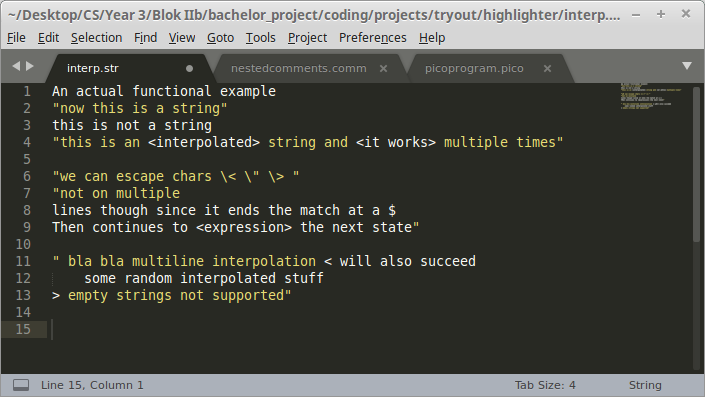 ~/Desktop/CS/Year 3/Blok IIb/bachelor_project/coding/projects/tryout/highlighter/interp....
File Edit Selection Find View Goto Tools Project Preferences Help
interp.str nestedcomments.comm picoprogram.pico
1 An actual functional example
2 "now this is a string"
3 this is not a string
4 "this is an <interpolated> string and <it works> multiple times"
5
6 "we can escape chars \< \" \> "
7 "not on multiple
8 lines though since it ends the match at a $
9 Then continues to <expression> the next state"
10
11 " bla bla multiline interpolation < will also succeed
12     some random interpolated stuff
13 > empty strings not supported"
14
15
Line 15, Column 1 Tab Size: 4 String